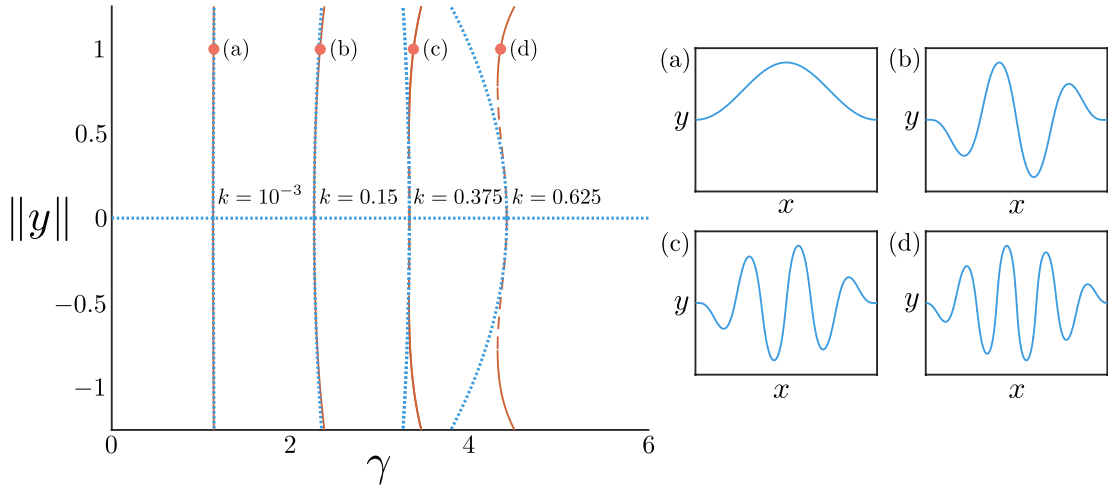 1
(a)
(b)
(c)
(d)
0.5
k = 10⁻³
k = 0.15
k = 0.375
k = 0.625
‖y‖
0
−0.5
−1
0
2
4
6
γ
(a)
y
x
(b)
y
x
(c)
y
x
(d)
y
x